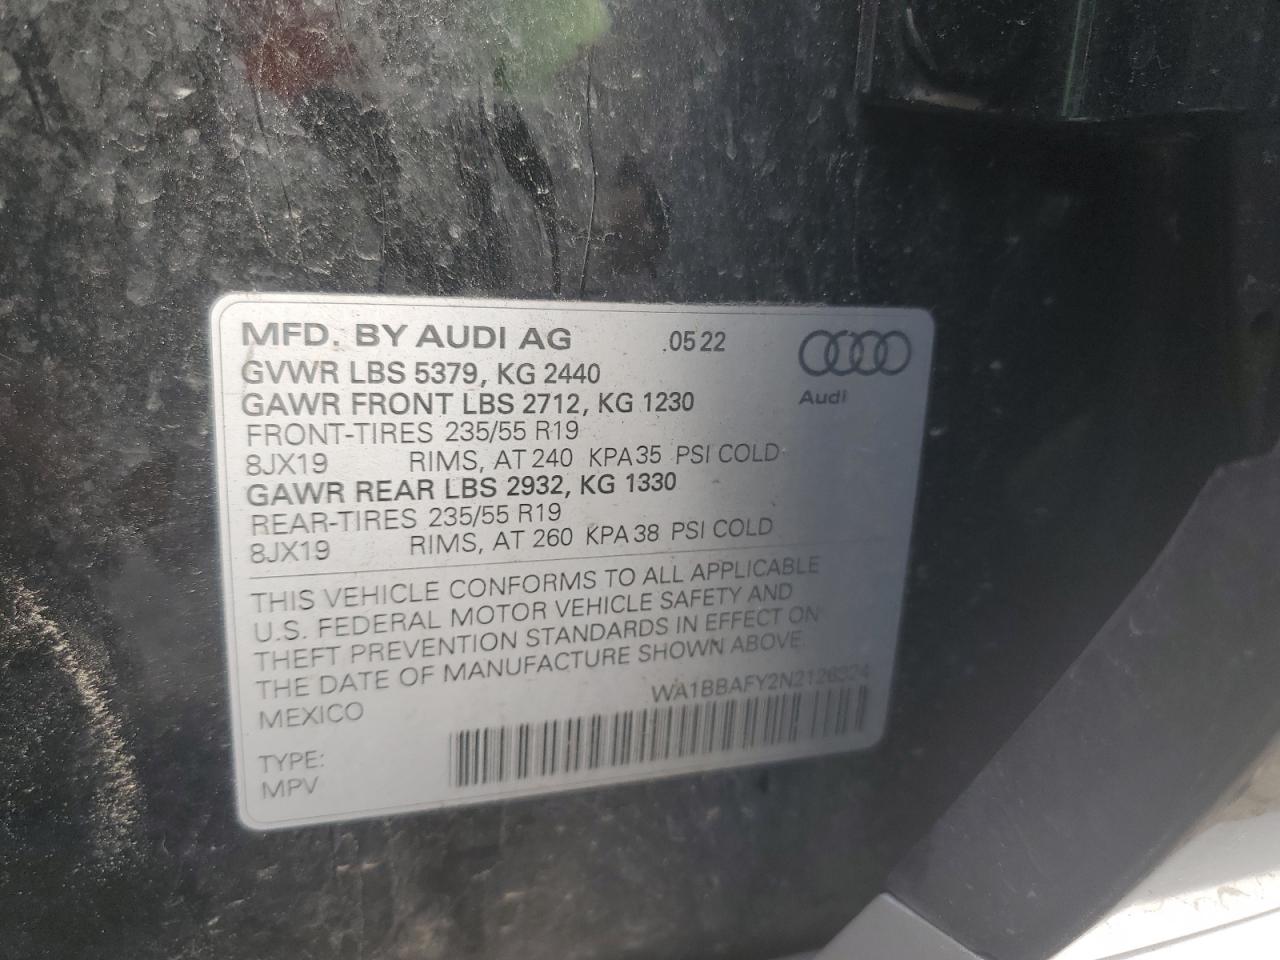 MFD. BY AUDI AG .05 22
GVWR LBS 5379, KG 2440
GAWR FRONT LBS 2712, KG 1230
FRONT-TIRES 235/55 R19
8JX19 RIMS, AT 240 KPA 35 PSI COLD
GAWR REAR LBS 2932, KG 1330
REAR-TIRES 235/55 R19
8JX19 RIMS, AT 260 KPA 38 PSI COLD
Audi
THIS VEHICLE CONFORMS TO ALL APPLICABLE
U.S. FEDERAL MOTOR VEHICLE SAFETY AND
THEFT PREVENTION STANDARDS IN EFFECT ON
THE DATE OF MANUFACTURE SHOWN ABOVE.
MEXICO
TYPE:
MPV